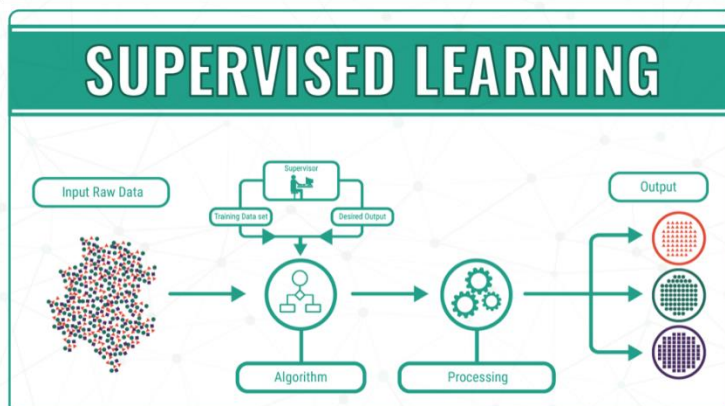 SUPERVISED LEARNING
Input Raw Data
Supervisor
Training Data set
Desired Output
Algorithm
Processing
Output